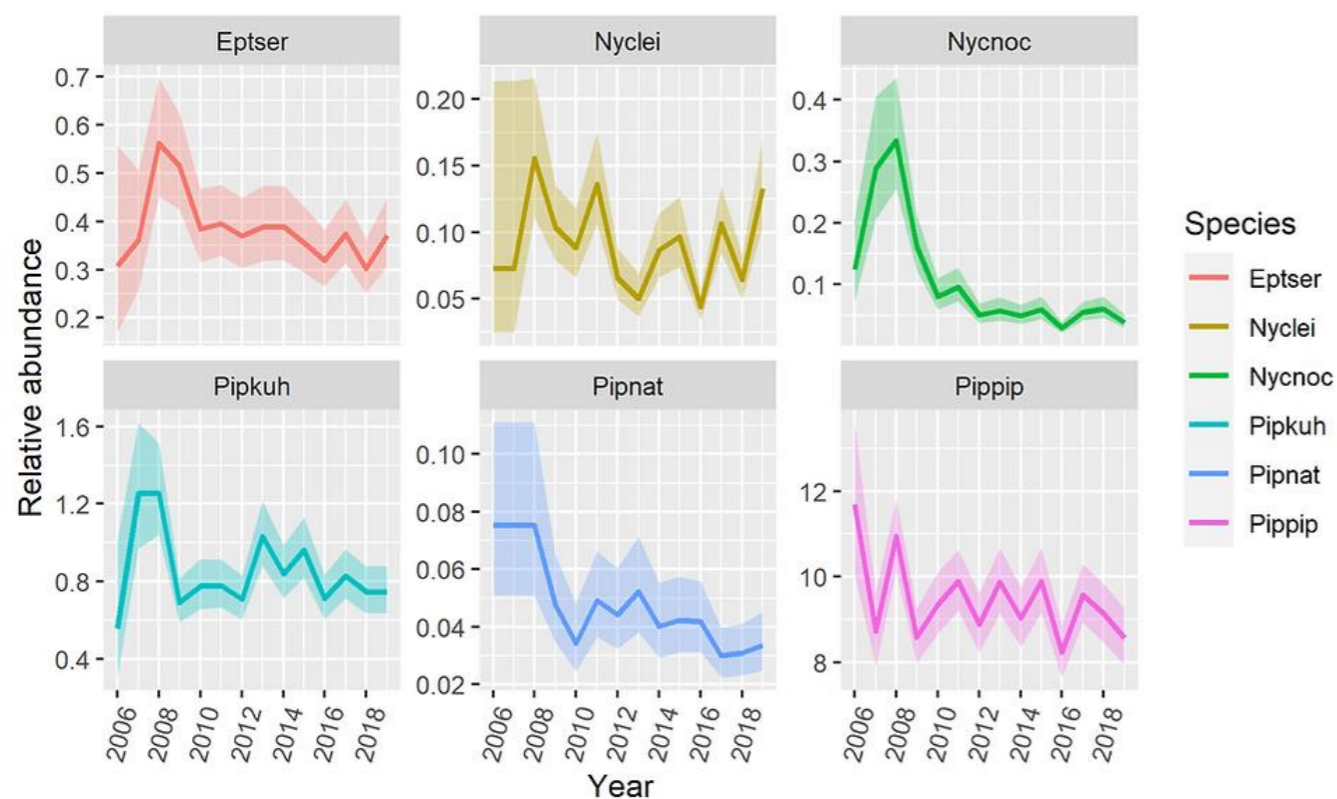 Eptser Nyclei Nycnoc
0.7
0.6
0.5
0.4
0.3
0.2
0.20
0.15
0.10
0.05
0.4
0.3
0.2
0.1
Relative abundance
Pipkuh Pipnat Pippip
1.6
1.2
0.8
0.4
0.10
0.08
0.06
0.04
0.02
12
10
8
2006 2008 2010 2012 2014 2016 2018
2006 2008 2010 2012 2014 2016 2018
2006 2008 2010 2012 2014 2016 2018
Year
Species
Eptser
Nyclei
Nycnoc
Pipkuh
Pipnat
Pippip